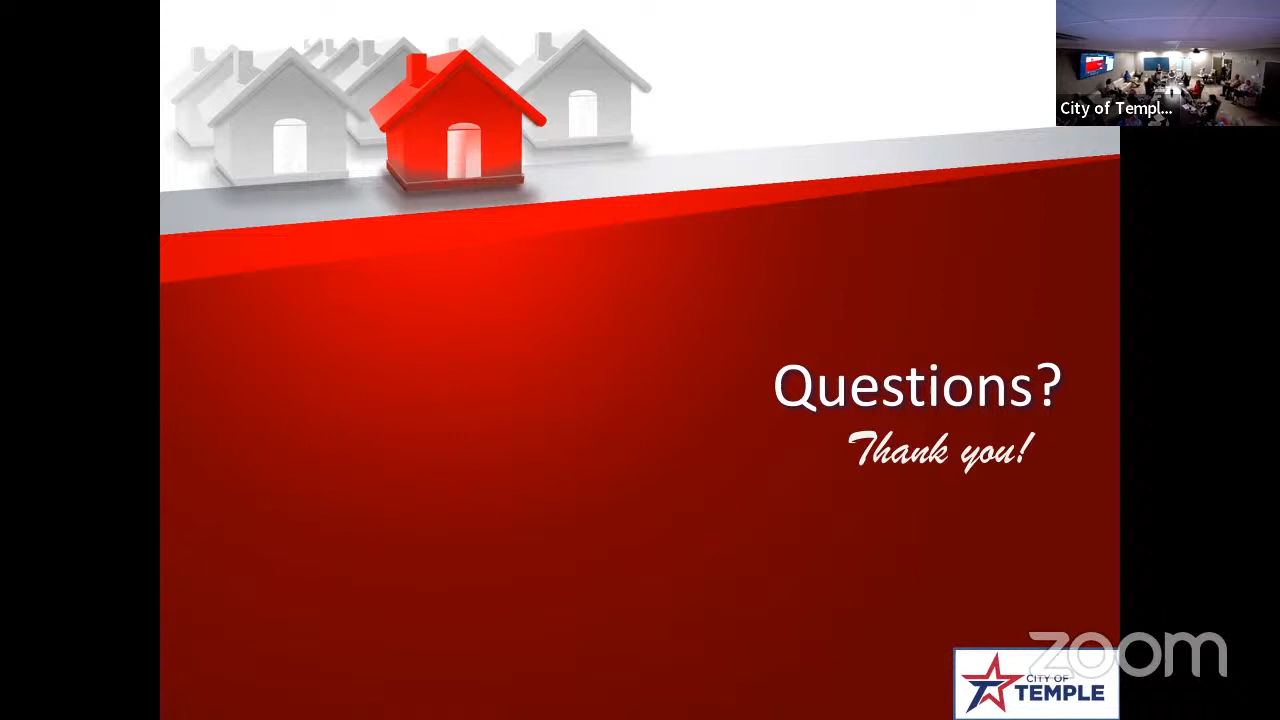 City of Templ...
Questions?
Thank you!
zoom
CITY OF
TEMPLE